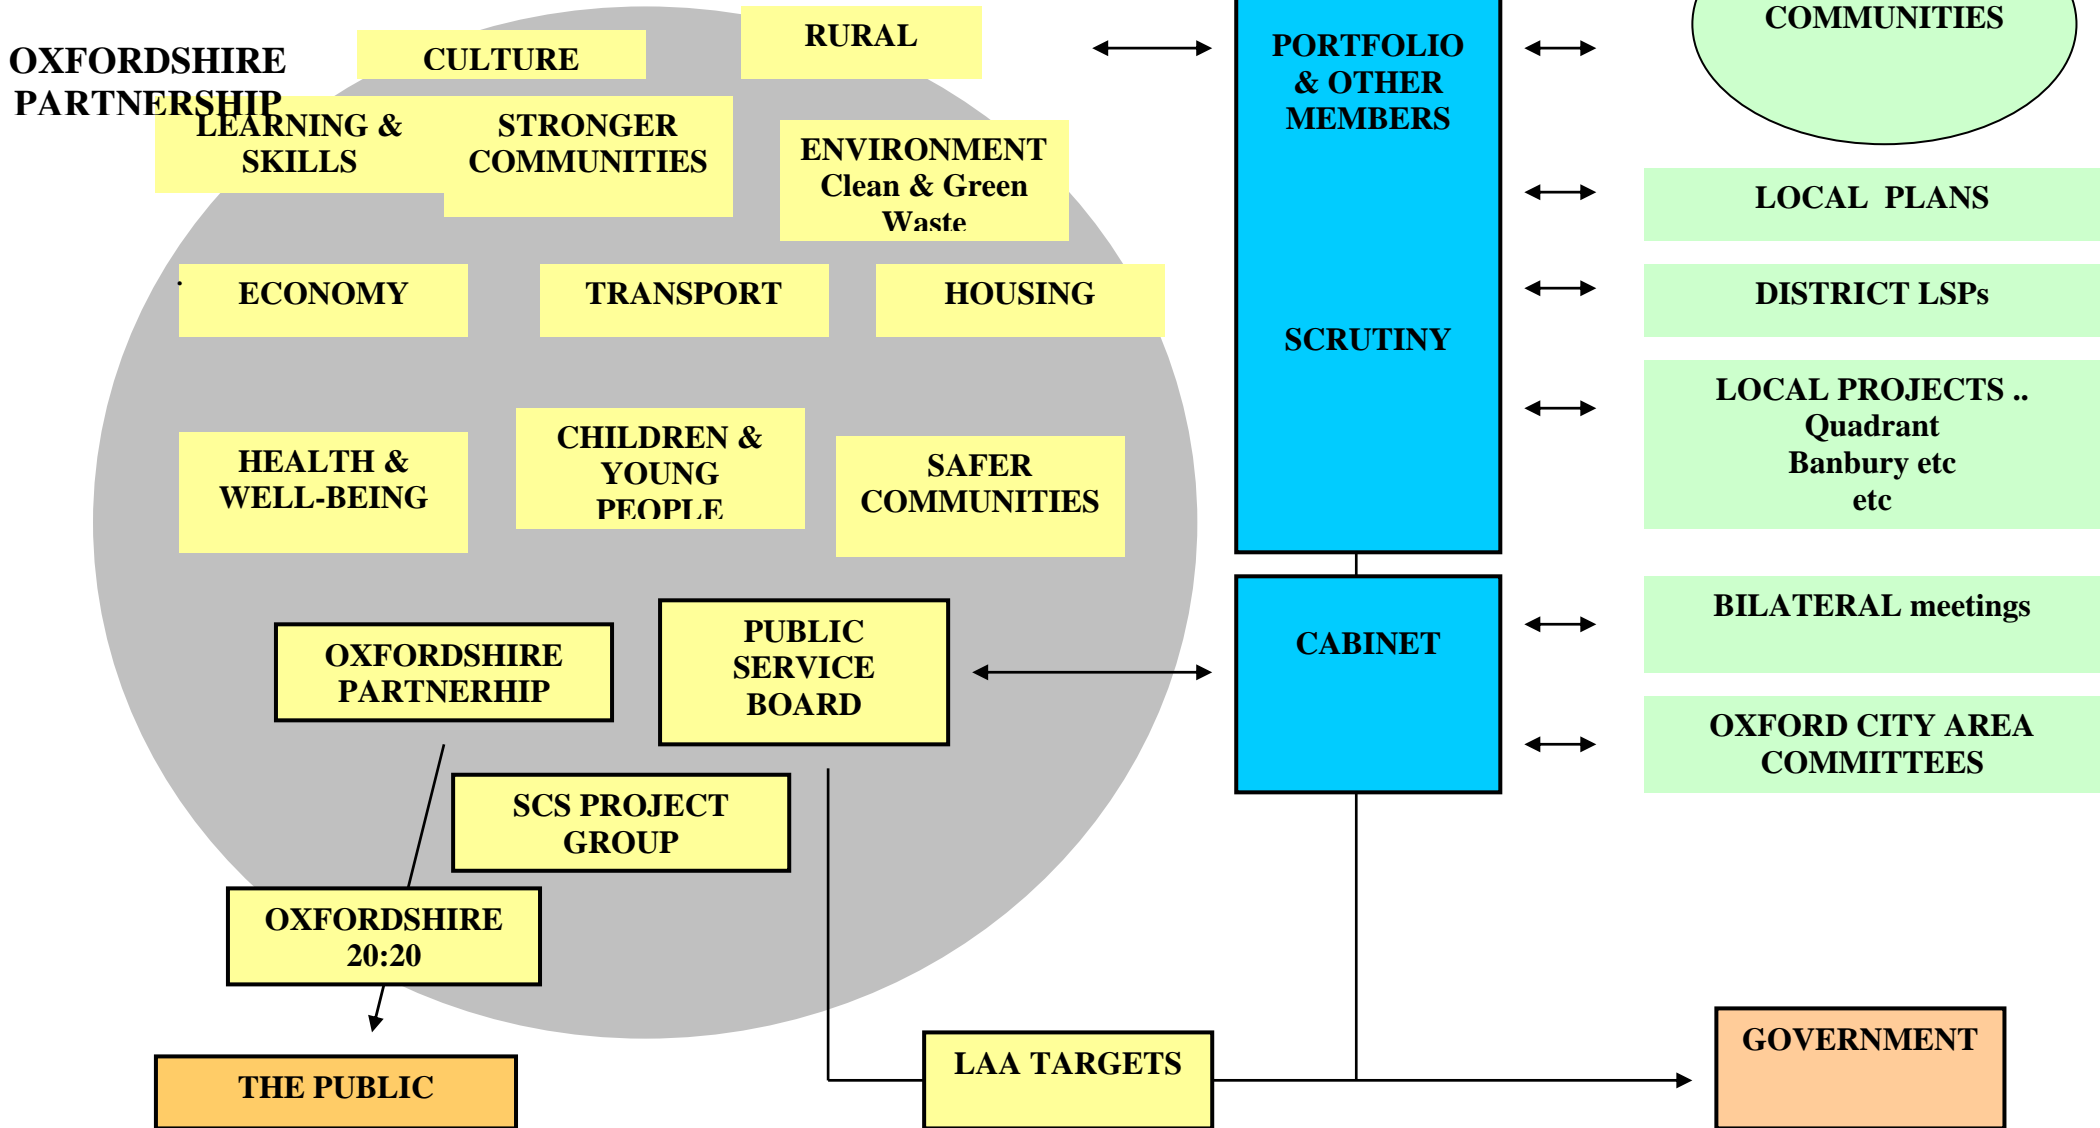 OXFORDSHIRE
PARTNERSHIP
CULTURE
RURAL
LEARNING &
SKILLS
STRONGER
COMMUNITIES
ENVIRONMENT
Clean & Green
Waste
.
ECONOMY
TRANSPORT
HOUSING
HEALTH &
WELL-BEING
CHILDREN &
YOUNG
PEOPLE
SAFER
COMMUNITIES
OXFORDSHIRE
PARTNERHIP
PUBLIC
SERVICE
BOARD
SCS PROJECT
GROUP
OXFORDSHIRE
20:20
THE PUBLIC
LAA TARGETS
PORTFOLIO
& OTHER
MEMBERS
SCRUTINY
CABINET
COMMUNITIES
LOCAL PLANS
DISTRICT LSPs
LOCAL PROJECTS ..
Quadrant
Banbury etc
etc
BILATERAL meetings
OXFORD CITY AREA
COMMITTEES
GOVERNMENT